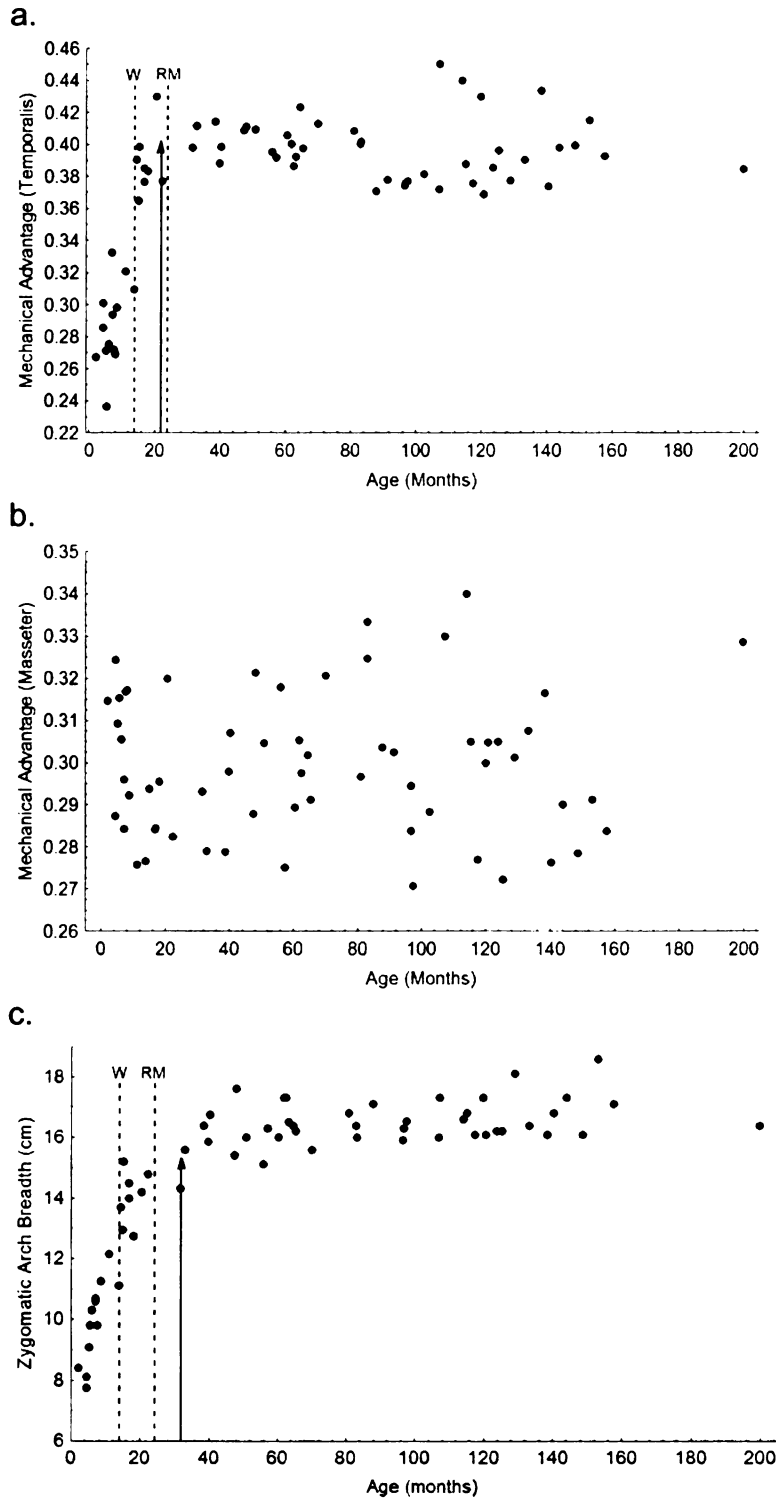 a.
Mechanical Advantage (Temporalis)
0.46
0.44
0.42
0.40
0.38
0.36
0.34
0.32
0.30
0.28
0.26
0.24
0.22
W RM
0 20 40 60 80 100 120 140 160 180 200
Age (Months)
b.
Mechanical Advantage (Masseter)
0.35
0.34
0.33
0.32
0.31
0.30
0.29
0.28
0.27
0.26
0 20 40 60 80 100 120 140 160 180 200
Age (Months)
c.
Zygomatic Arch Breadth (cm)
18
16
14
12
10
8
6
W RM
0 20 40 60 80 100 120 140 160 180 200
Age (months)